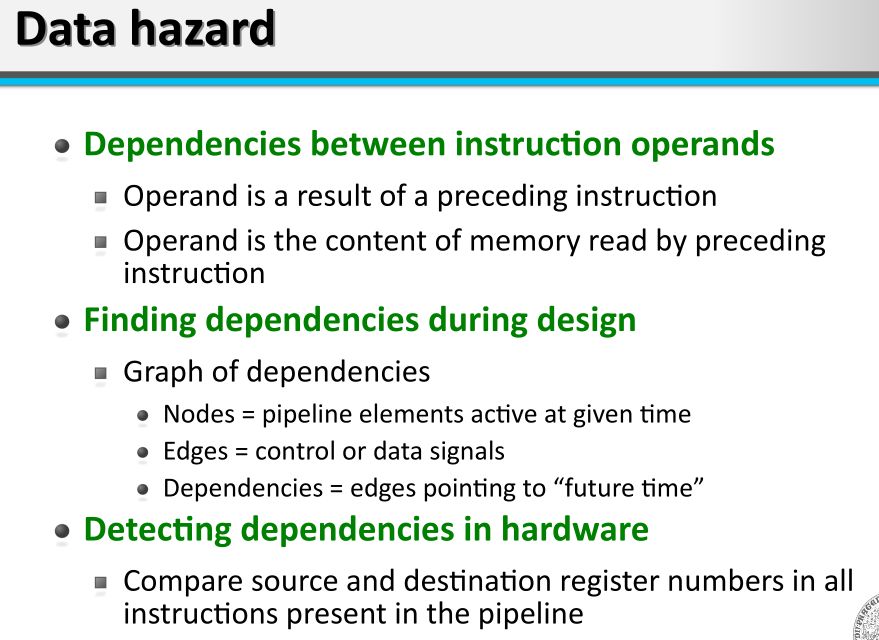 Data hazard
Dependencies between instruction operands
Operand is a result of a preceding instruction
Operand is the content of memory read by preceding
instruction
Finding dependencies during design
Graph of dependencies
Nodes = pipeline elements active at given time
Edges = control or data signals
Dependencies = edges pointing to “future time”
Detecting dependencies in hardware
Compare source and destination register numbers in all
instructions present in the pipeline